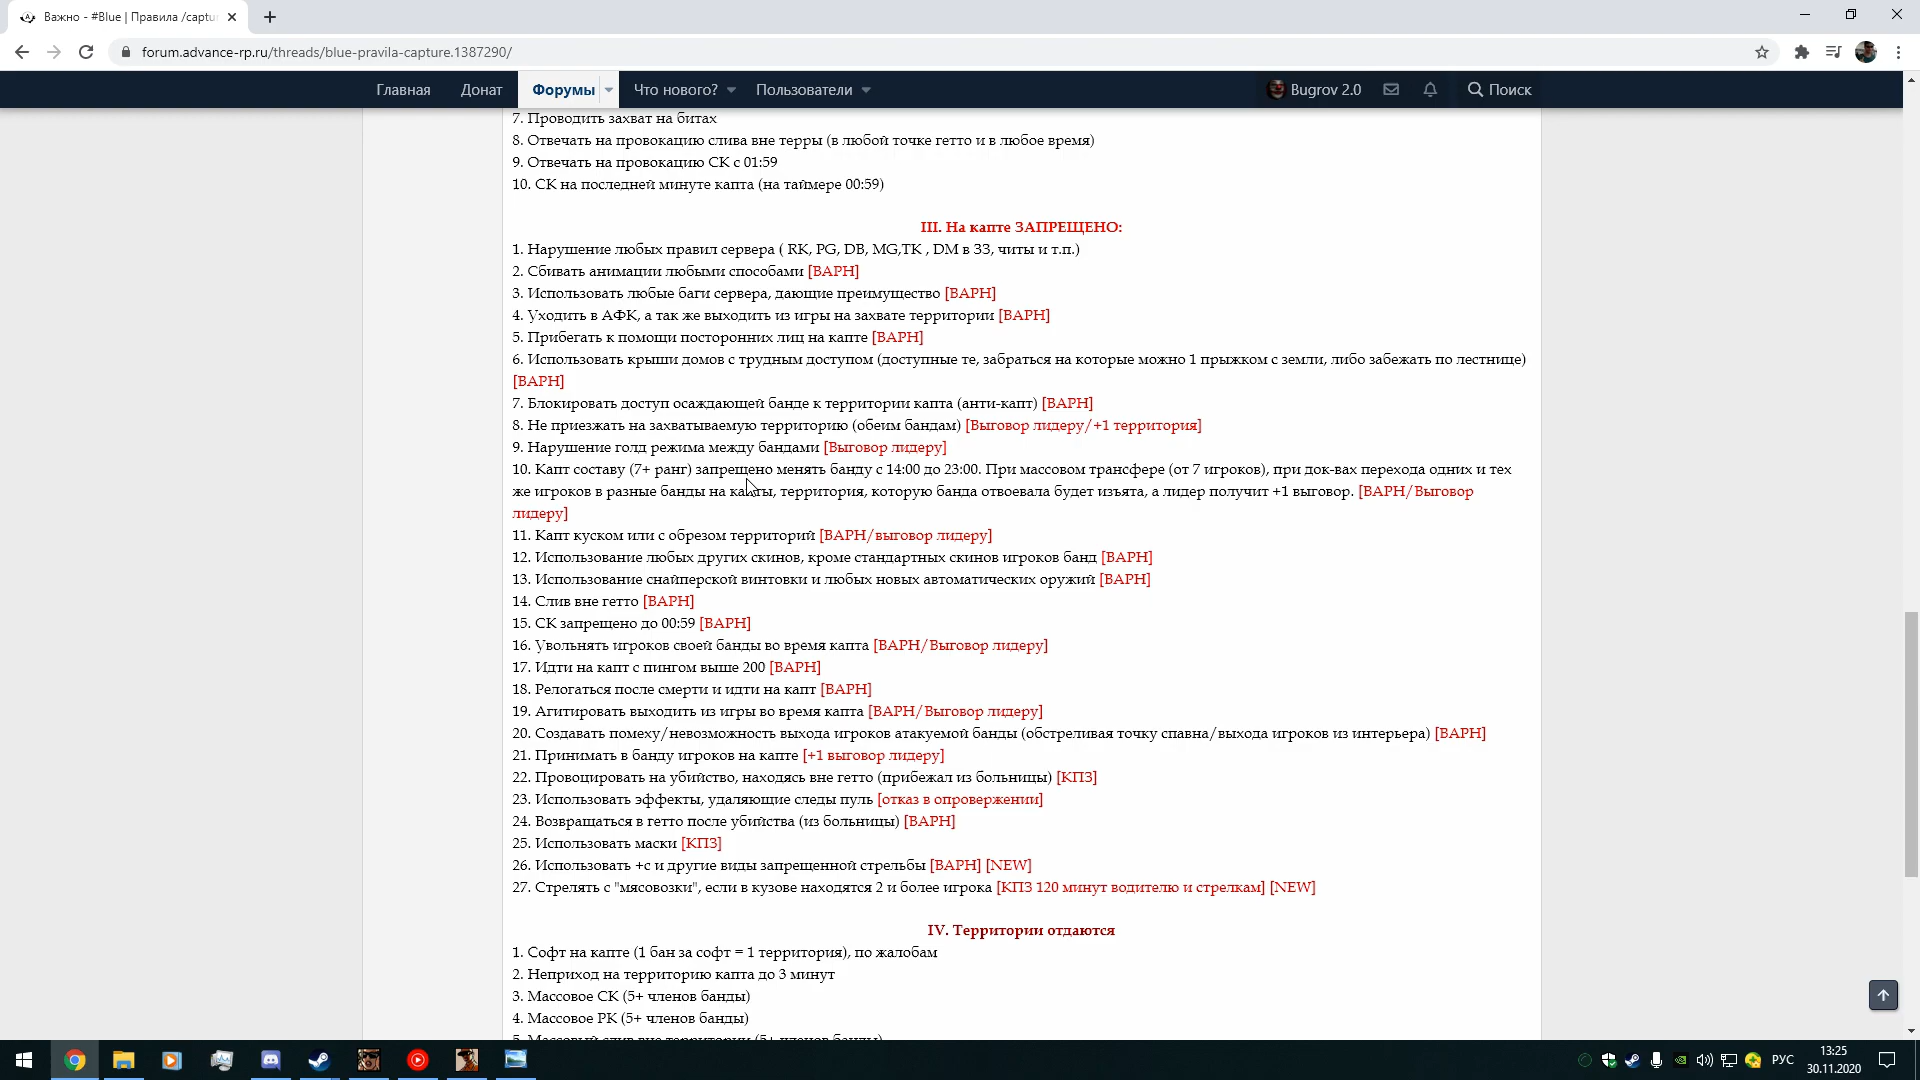 Важно - #Blue | Правила /captu
forum.advance-rp.ru/threads/blue-pravila-capture.1387290/
Главная Донат Форумы Что нового? Пользователи Bugrov 2.0 Поиск
7. Проводить захват на битах
8. Отвечать на провокацию слива вне терры (в любой точке гетто и в любое время)
9. Отвечать на провокацию СК с 01:59
10. СК на последней минуте капта (на таймере 00:59)
III. На капте ЗАПРЕЩЕНО:
1. Нарушение любых правил сервера ( RK, PG, DB, MG,TK , DM в ЗЗ, читы и т.п.)
2. Сбивать анимации любыми способами [ВАРН]
3. Использовать любые баги сервера, дающие преимущество [ВАРН]
4. Уходить в АФК, а так же выходить из игры на захвате территории [ВАРН]
5. Прибегать к помощи посторонних лиц на капте [ВАРН]
6. Использовать крыши домов с трудным доступом (доступные те, забраться на которые можно 1 прыжком с земли, либо забежать по лестнице)
[ВАРН]
7. Блокировать доступ осаждающей банде к территории капта (анти-капт) [ВАРН]
8. Не приезжать на захватываемую территорию (обеим бандам) [Выговор лидеру/+1 территория]
9. Нарушение голд режима между бандами [Выговор лидеру]
10. Капт составу (7+ ранг) запрещено менять банду с 14:00 до 23:00. При массовом трансфере (от 7 игроков), при док-вах перехода одних и тех
же игроков в разные банды на капты, территория, которую банда отвоевала будет изъята, а лидер получит +1 выговор. [ВАРН/Выговор
лидеру]
11. Капт куском или с обрезом территорий [ВАРН/выговор лидеру]
12. Использование любых других скинов, кроме стандартных скинов игроков банд [ВАРН]
13. Использование снайперской винтовки и любых новых автоматических оружий [ВАРН]
14. Слив вне гетто [ВАРН]
15. СК запрещено до 00:59 [ВАРН]
16. Увольнять игроков своей банды во время капта [ВАРН/Выговор лидеру]
17. Идти на капт с пингом выше 200 [ВАРН]
18. Релогаться после смерти и идти на капт [ВАРН]
19. Агитировать выходить из игры во время капта [ВАРН/Выговор лидеру]
20. Создавать помеху/невозможность выхода игроков атакуемой банды (обстреливая точку спавна/выхода игроков из интерьера) [ВАРН]
21. Принимать в банду игроков на капте [+1 выговор лидеру]
22. Провоцировать на убийство, находясь вне гетто (прибежал из больницы) [КПЗ]
23. Использовать эффекты, удаляющие следы пуль [отказ в опровержении]
24. Возвращаться в гетто после убийства (из больницы) [ВАРН]
25. Использовать маски [КПЗ]
26. Использовать +с и другие виды запрещенной стрельбы [ВАРН] [NEW]
27. Стрелять с "мясовозки", если в кузове находятся 2 и более игрока [КПЗ 120 минут водителю и стрелкам] [NEW]
IV. Территории отдаются
1. Софт на капте (1 бан за софт = 1 территория), по жалобам
2. Неприход на территорию капта до 3 минут
3. Массовое СК (5+ членов банды)
4. Массовое РК (5+ членов банды)
5. Массовый слив вне территории (5+ членов банды)
РУС 13:25
30.11.2020